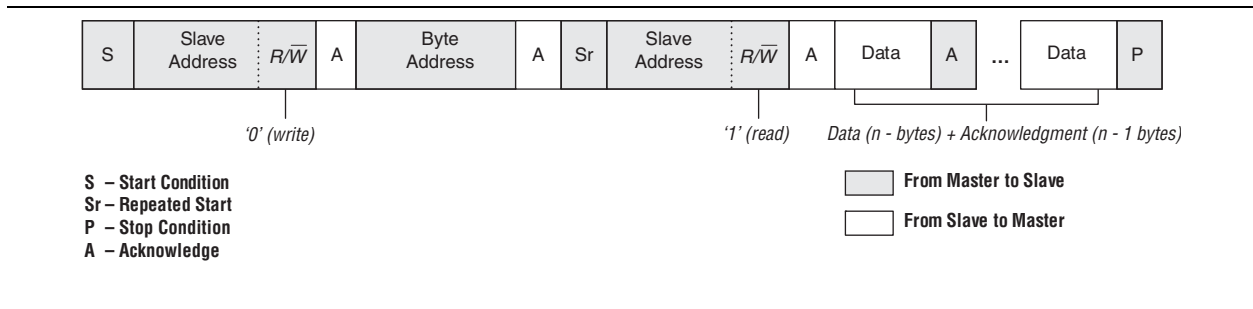 S Slave Address R/W̅ A Byte Address A Sr Slave Address R/W̅ A Data A ... Data P
‘0’ (write) ‘1’ (read) Data (n - bytes) + Acknowledgment (n - 1 bytes)
S – Start Condition
Sr – Repeated Start
P – Stop Condition
A – Acknowledge
From Master to Slave
From Slave to Master